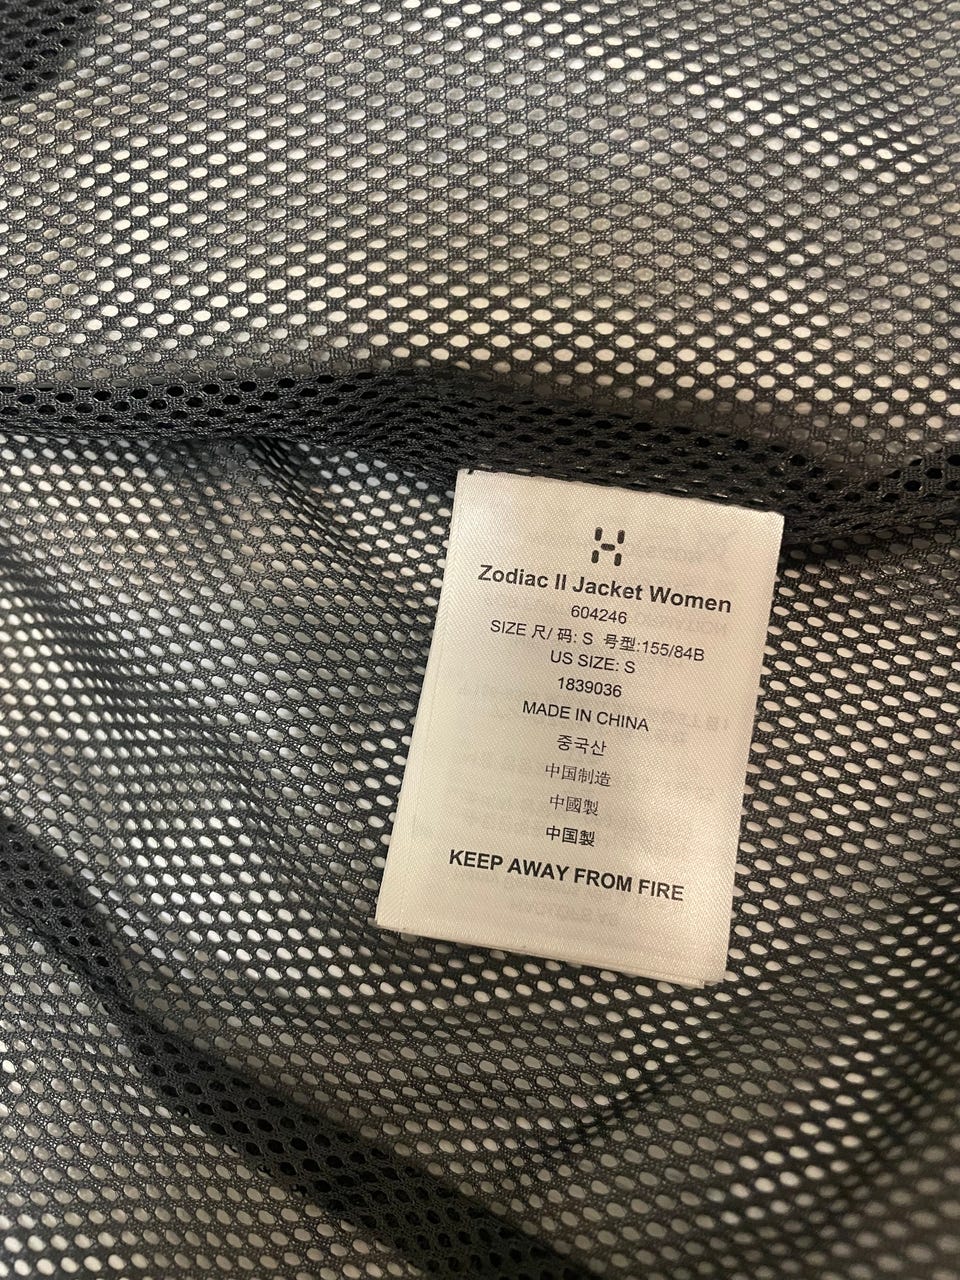 Zodiac II Jacket Women
604246
SIZE 尺/ 码: S 号型:155/84B
US SIZE: S
1839036
MADE IN CHINA
중국산
中国制造
中國製
中国製
KEEP AWAY FROM FIRE